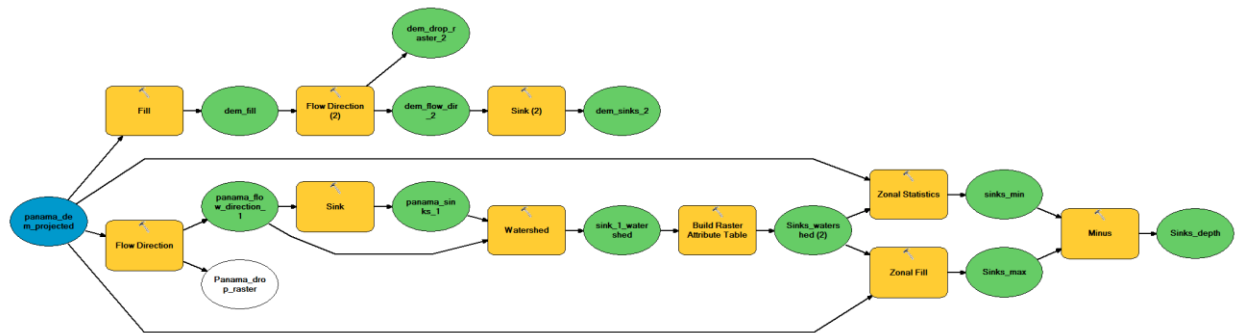 dem_drop_r
aster_2
Fill
dem_fill
Flow Direction
(2)
dem_flow_dir
_2
Sink (2)
dem_sinks_2
panama_de
m_projected
Flow Direction
panama_flo
w_direction_
1
Panama_dro
p_raster
Sink
panama_sin
ks_1
Watershed
sink_1_water
shed
Build Raster
Attribute Table
Sinks_waters
hed (2)
Zonal Statistics
sinks_min
Zonal Fill
Sinks_max
Minus
Sinks_depth